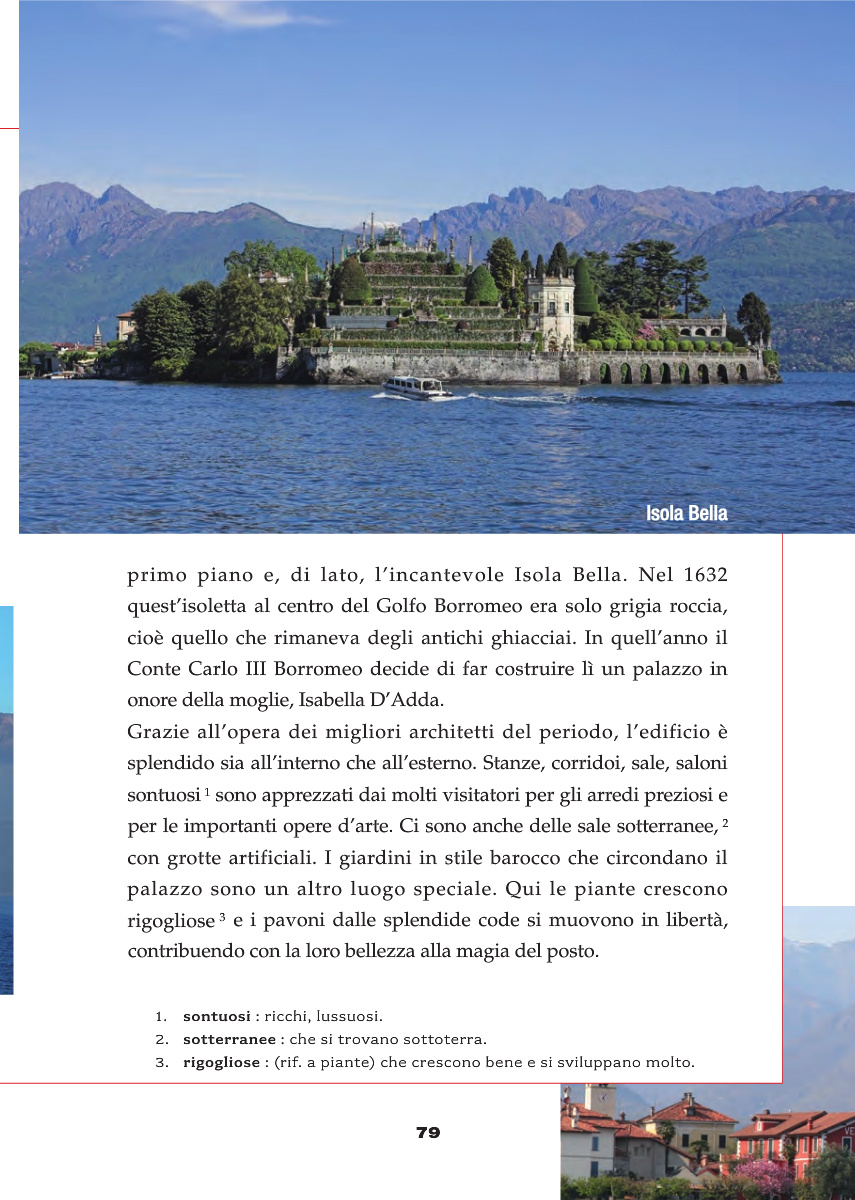 Isola Bella
primo piano e, di lato, l'incantevole Isola Bella. Nel 1632
quest'isoletta al centro del Golfo Borromeo era solo grigia roccia,
cioè quello che rimaneva degli antichi ghiacciai. In quell'anno il
Conte Carlo III Borromeo decide di far costruire lì un palazzo in
onore della moglie, Isabella D'Adda.
Grazie all'opera dei migliori architetti del periodo, l'edificio è
splendido sia all'interno che all'esterno. Stanze, corridoi, sale, saloni
sontuosi 1 sono apprezzati dai molti visitatori per gli arredi preziosi e
per le importanti opere d'arte. Ci sono anche delle sale sotterranee, 2
con grotte artificiali. I giardini in stile barocco che circondano il
palazzo sono un altro luogo speciale. Qui le piante crescono
rigogliose 3 e i pavoni dalle splendide code si muovono in libertà,
contribuendo con la loro bellezza alla magia del posto.
1. sontuosi : ricchi, lussuosi.
2. sotterranee : che si trovano sottoterra.
3. rigogliose : (rif. a piante) che crescono bene e si sviluppano molto.
79